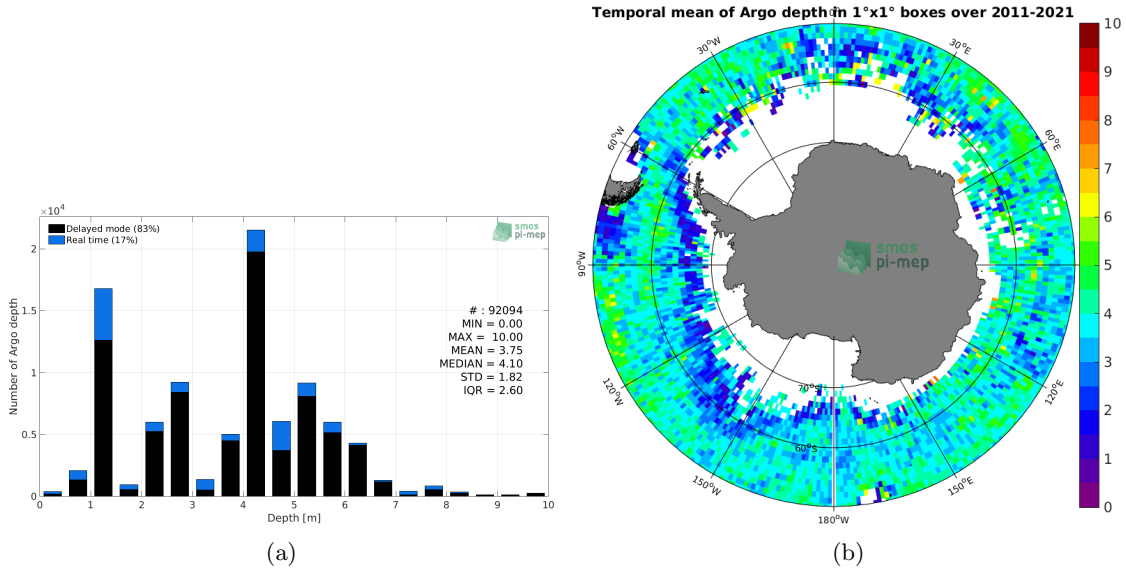 ×10⁴
Delayed mode (83%)
Real time (17%)
smos
pi-mep
# : 92094
MIN = 0.00
MAX = 10.00
MEAN = 3.75
MEDIAN = 4.10
STD = 1.82
IQR = 2.60
Number of Argo depth
2
1.5
1
0.5
0
0 1 2 3 4 5 6 7 8 9 10
Depth [m]
(a)
Temporal mean of Argo depth in 1°x1° boxes over 2011-2021
0°E
30°E
60°E
120°E
150°E
180°W
150°W
120°W
90°W
60°W
30°W
70°S
60°S
smos
pi-mep
10
9
8
7
6
5
4
3
2
1
0
(b)